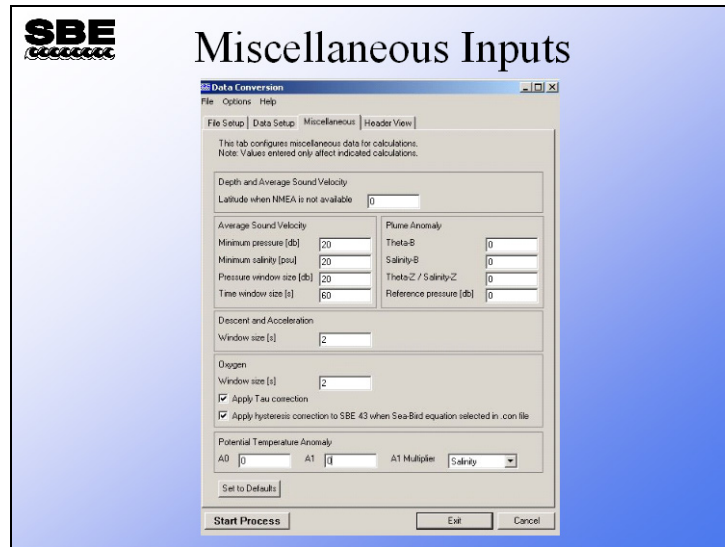 SBE
Miscellaneous Inputs
Data Conversion
File Options Help
File Setup Data Setup Miscellaneous Header View
This tab configures miscellaneous data for calculations.
Note: Values entered only affect indicated calculations.
Depth and Average Sound Velocity
Latitude when NMEA is not available 0
Average Sound Velocity
Minimum pressure [db] 20
Minimum salinity [psu] 20
Pressure window size [db] 20
Time window size [s] 60
Plume Anomaly
Theta-B 0
Salinity-B 0
Theta-Z / Salinity-Z 0
Reference pressure [db] 0
Descent and Acceleration
Window size [s] 2
Oxygen
Window size [s] 2
Apply Tau correction
Apply hysteresis correction to SBE 43 when Sea-Bird equation selected in .con file
Potential Temperature Anomaly
A0 0 A1 0 A1 Multiplier Salinity
Set to Defaults
Start Process Exit Cancel